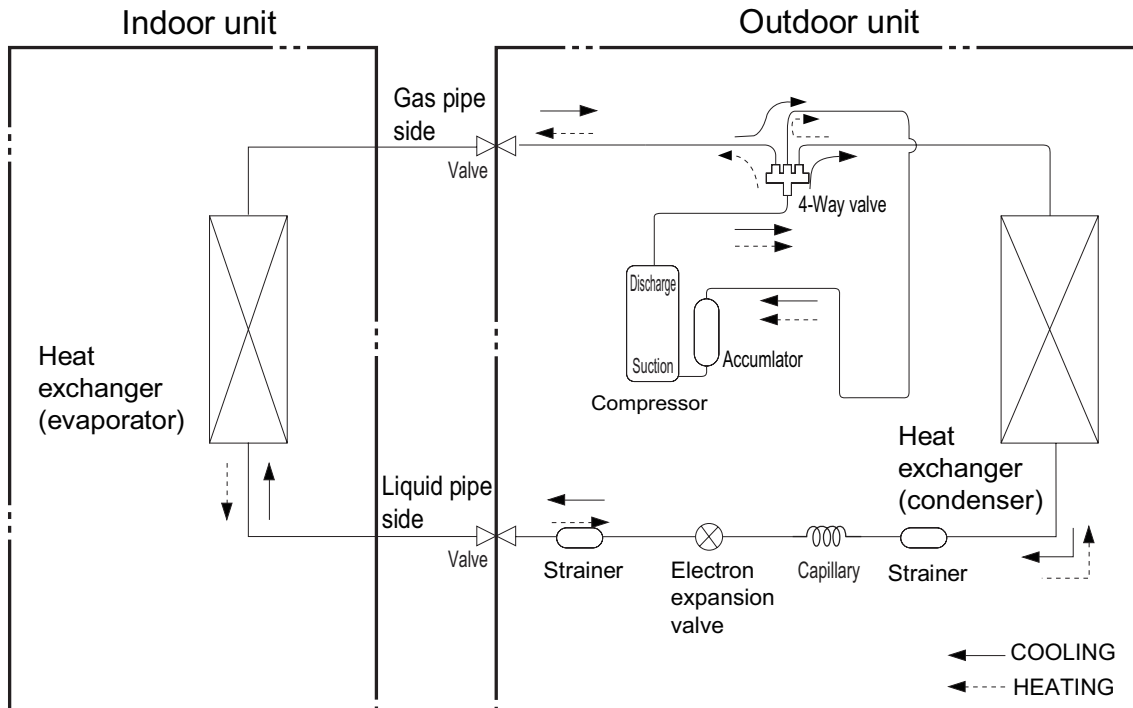 Indoor unit
Outdoor unit
Gas pipe
side
Valve
4-Way valve
Discharge
Suction
Accumlator
Compressor
Heat
exchanger
(evaporator)
Heat
exchanger
(condenser)
Liquid pipe
side
Valve
Strainer
Electron
expansion
valve
Capillary
Strainer
COOLING
HEATING